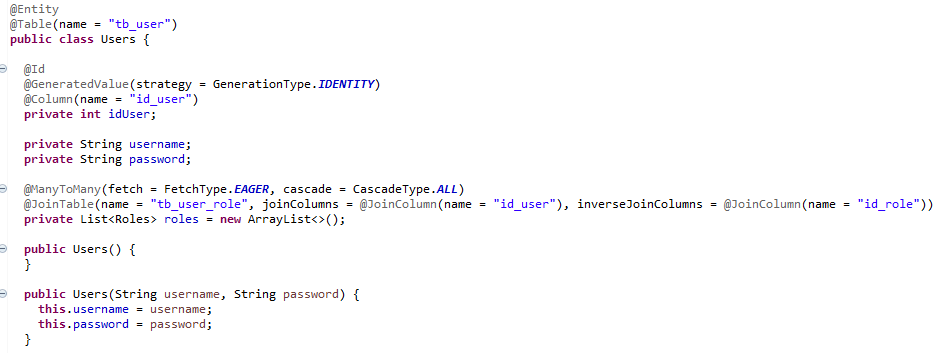 @Entity
@Table(name = "tb_user")
public class Users {
@Id
@GeneratedValue(strategy = GenerationType.IDENTITY)
@Column(name = "id_user")
private int idUser;
private String username;
private String password;
@ManyToMany(fetch = FetchType.EAGER, cascade = CascadeType.ALL)
@JoinTable(name = "tb_user_role", joinColumns = @JoinColumn(name = "id_user"), inverseJoinColumns = @JoinColumn(name = "id_role"))
private List<Roles> roles = new ArrayList<>();
public Users() {
}
public Users(String username, String password) {
this.username = username;
this.password = password;
}